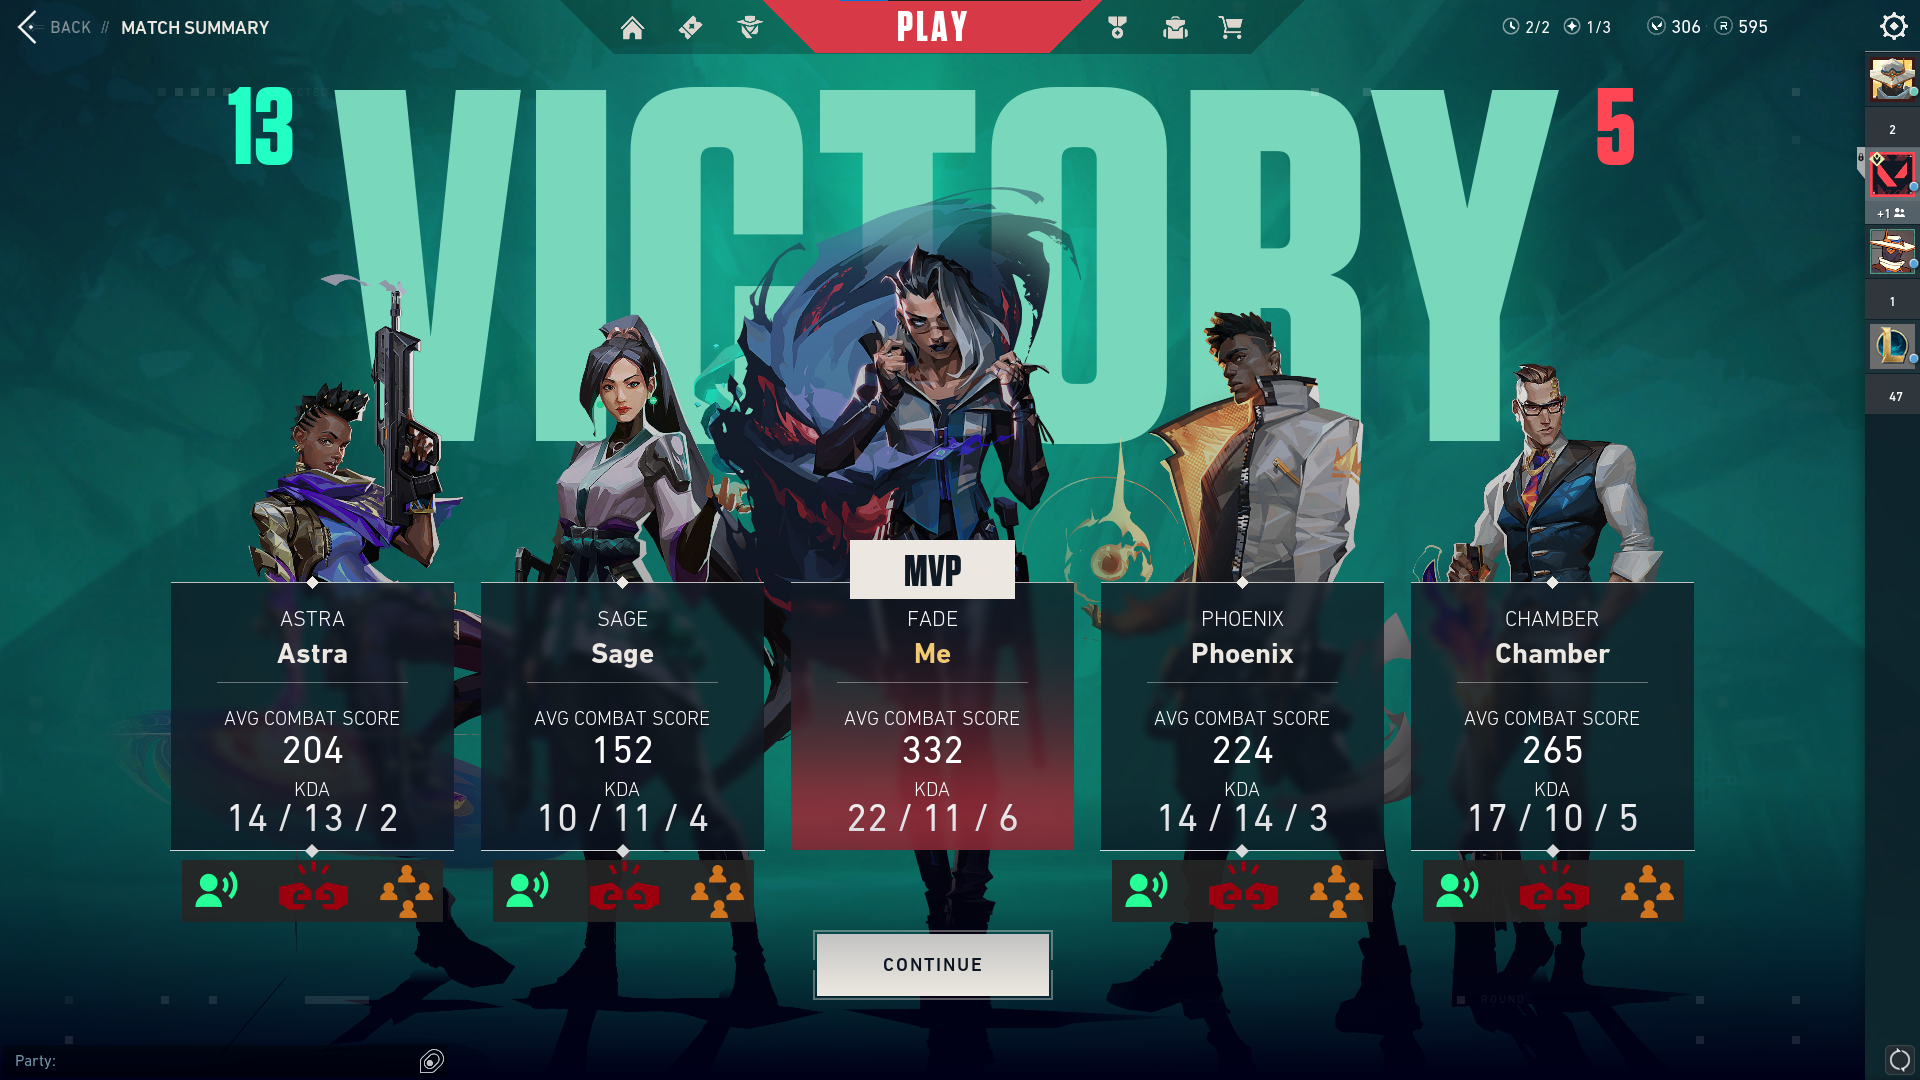 BACK // MATCH SUMMARY
PLAY
2/2 1/3 306 595
13 VICTORY 5
2
+1
1
47
MVP
ASTRA
Astra
AVG COMBAT SCORE
204
KDA
14 / 13 / 2
SAGE
Sage
AVG COMBAT SCORE
152
KDA
10 / 11 / 4
FADE
Me
AVG COMBAT SCORE
332
KDA
22 / 11 / 6
PHOENIX
Phoenix
AVG COMBAT SCORE
224
KDA
14 / 14 / 3
CHAMBER
Chamber
AVG COMBAT SCORE
265
KDA
17 / 10 / 5
CONTINUE
ROUND
Party: